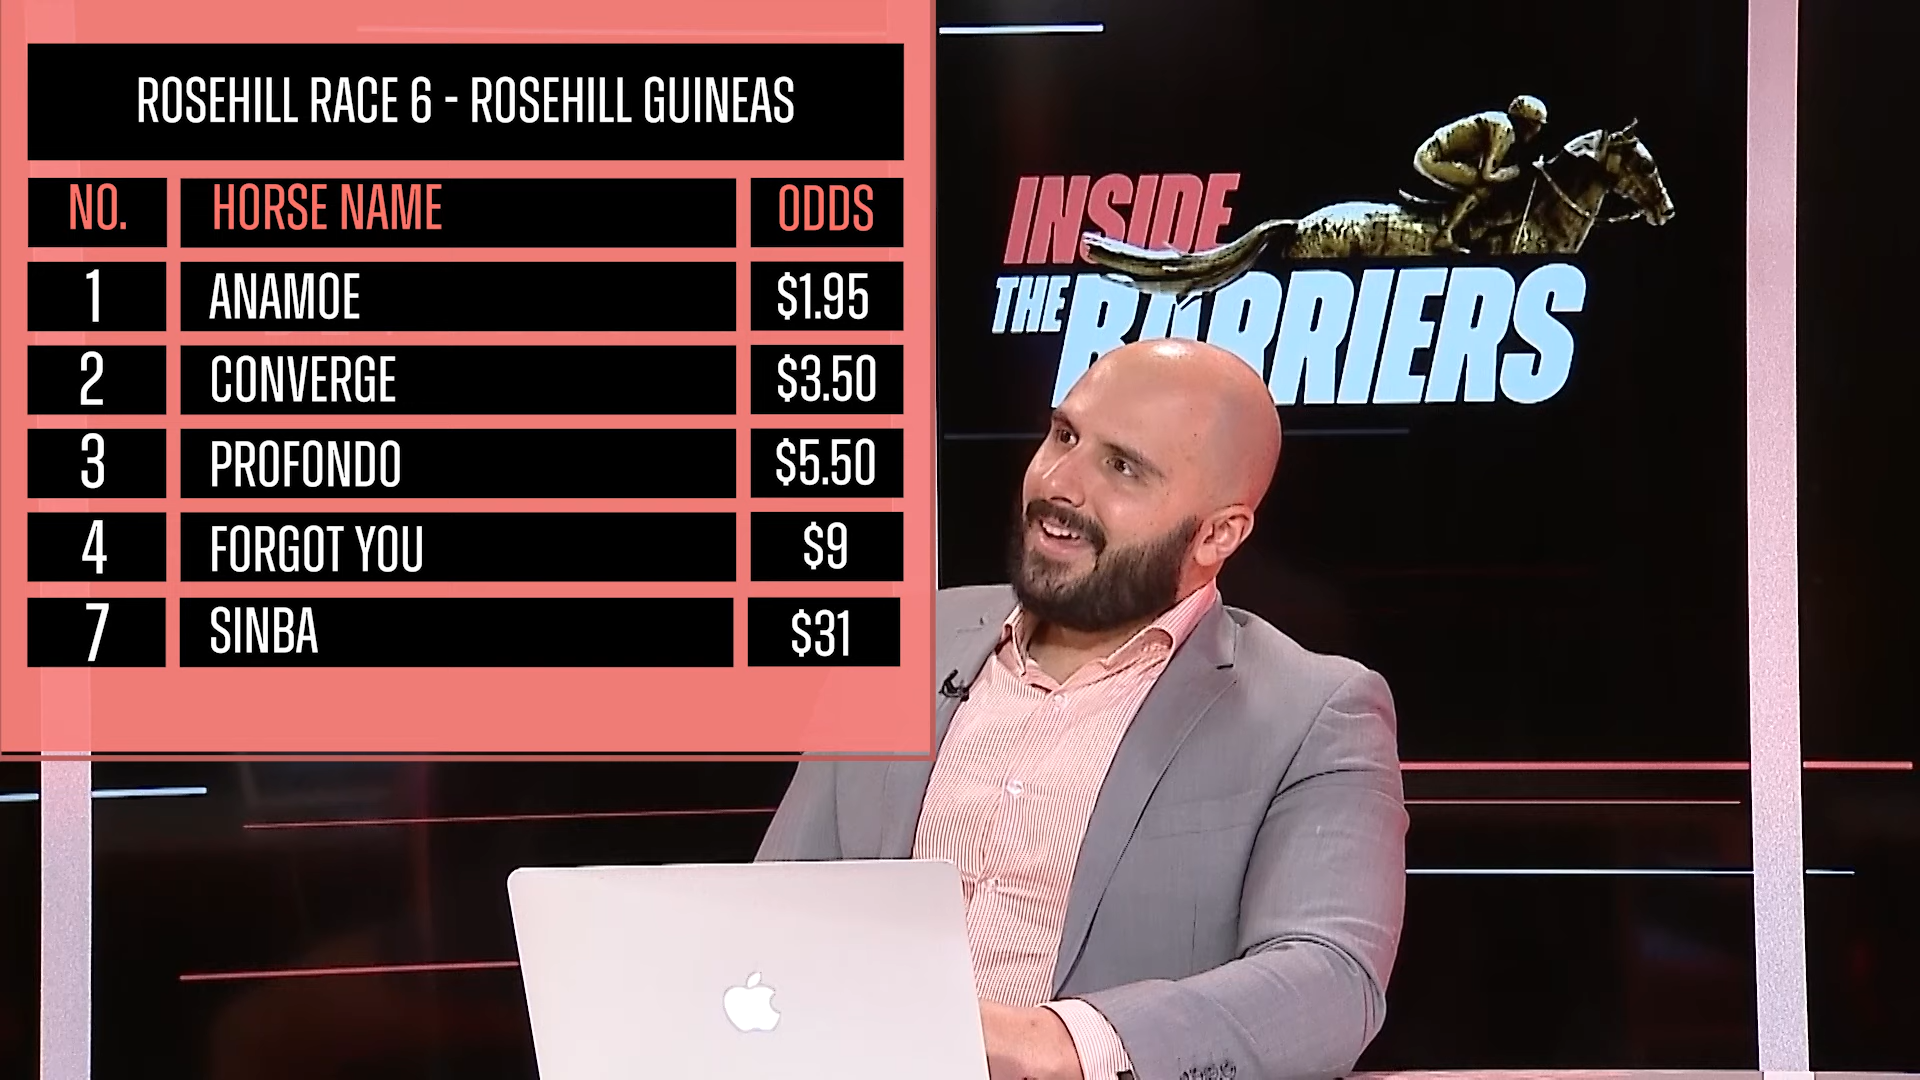 ROSEHILL RACE 6 - ROSEHILL GUINEAS
NO. HORSE NAME ODDS
1 ANAMOE $1.95
2 CONVERGE $3.50
3 PROFONDO $5.50
4 FORGOT YOU $9
7 SINBA $31
INSIDE
THE BARRIERS